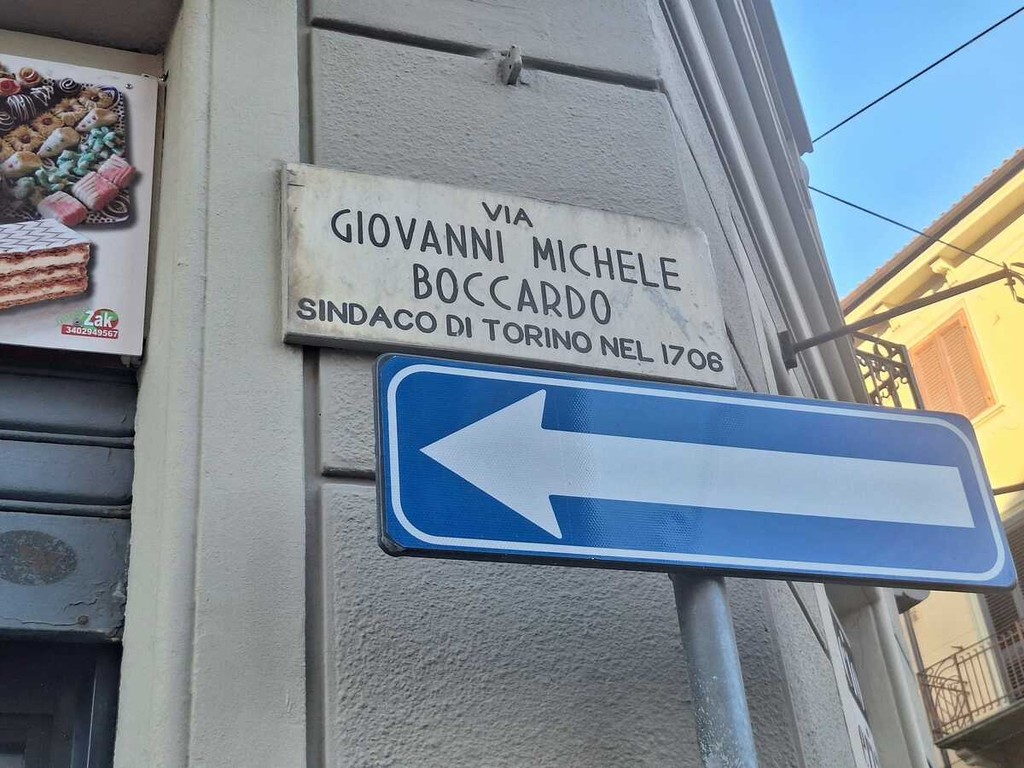 VIA
GIOVANNI MICHELE
BOCCARDO
SINDACO DI TORINO NEL 1706
Zak
3402949567